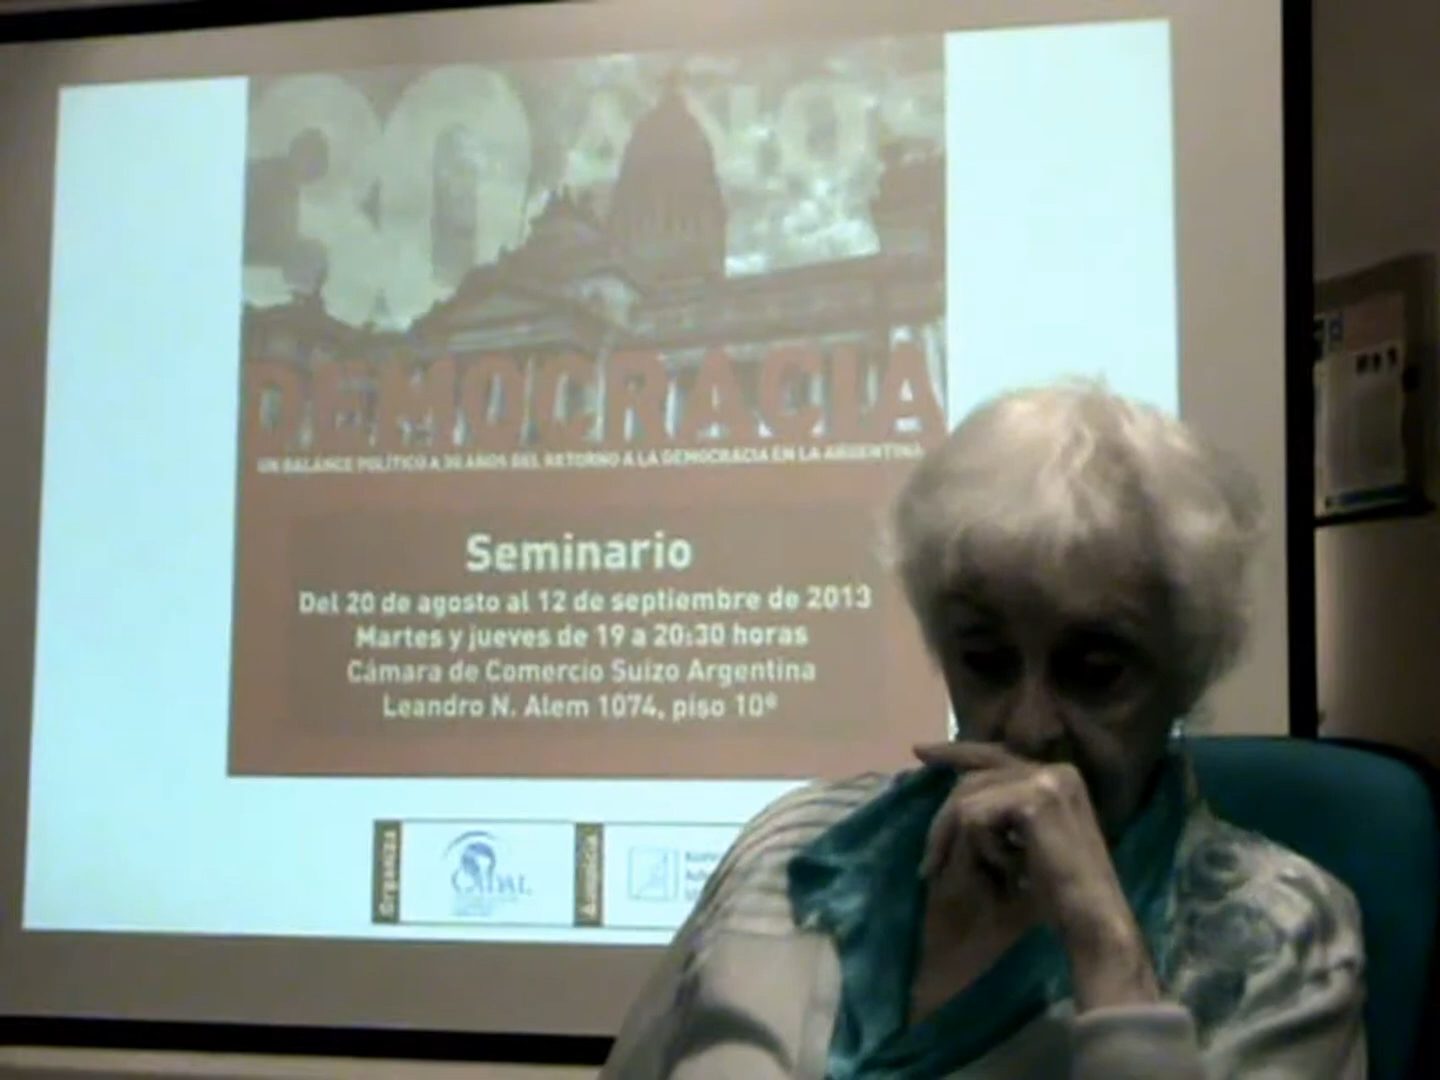 30 AÑOS
DEMOCRACIA
UN BALANCE POLÍTICO A 30 AÑOS DEL RETORNO A LA DEMOCRACIA EN LA ARGENTINA
Seminario
Del 20 de agosto al 12 de septiembre de 2013
Martes y jueves de 19 a 20:30 horas
Cámara de Comercio Suizo Argentina
Leandro N. Alem 1074, piso 10º
Organiza
CADAL
Auspicia